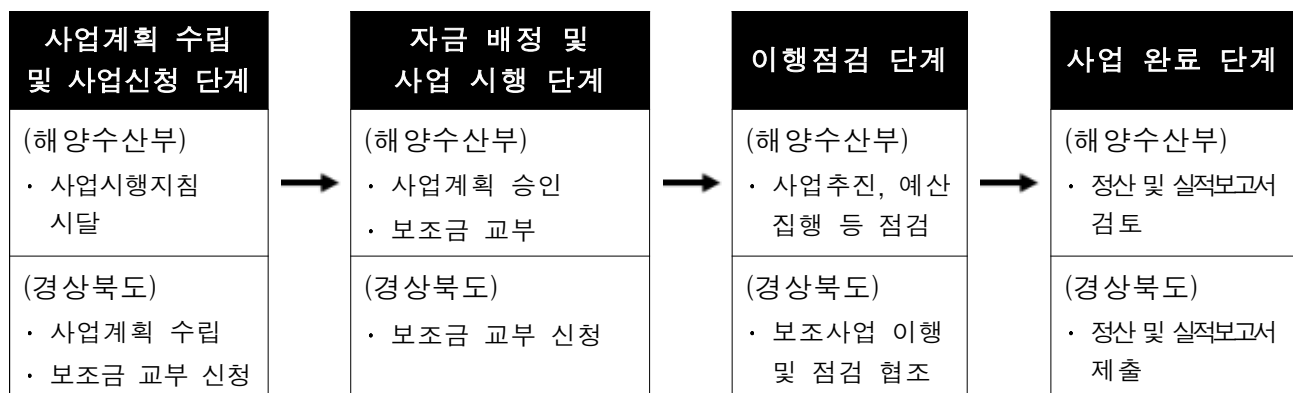 사업계획 수립
및 사업신청 단계
(해양수산부)
· 사업시행지침
시달
(경상북도)
· 사업계획 수립
· 보조금 교부 신청
자금 배정 및
사업 시행 단계
(해양수산부)
· 사업계획 승인
· 보조금 교부
(경상북도)
· 보조금 교부 신청
이행점검 단계
(해양수산부)
· 사업추진, 예산
집행 등 점검
(경상북도)
· 보조사업 이행
및 점검 협조
사업 완료 단계
(해양수산부)
· 정산 및 실적보고서
검토
(경상북도)
· 정산 및 실적보고서
제출